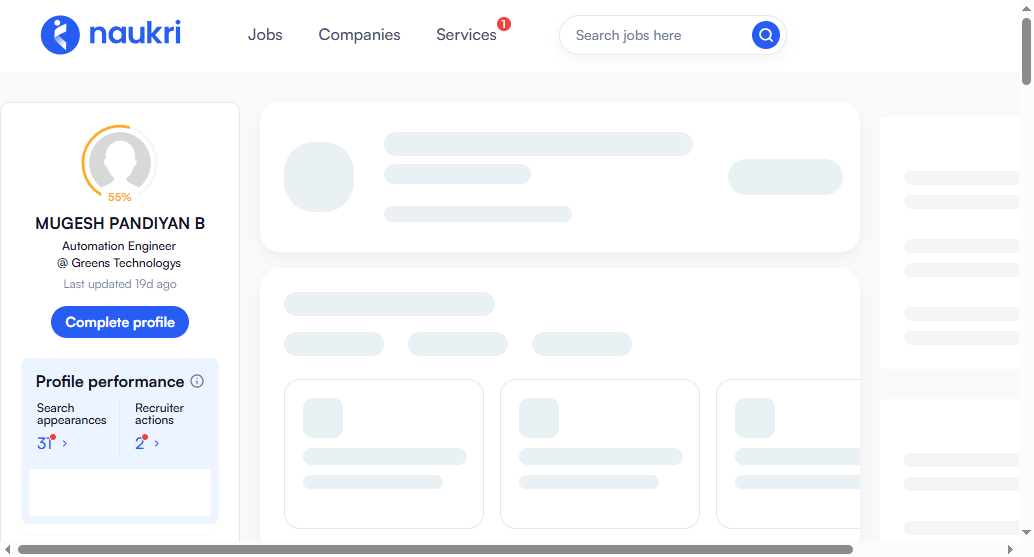 naukri
Jobs
Companies
Services
1
Search jobs here
55%
MUGESH PANDIYAN B
Automation Engineer
@ Greens Technologys
Last updated 19d ago
Complete profile
Profile performance
Search
appearances
Recruiter
actions
31
2